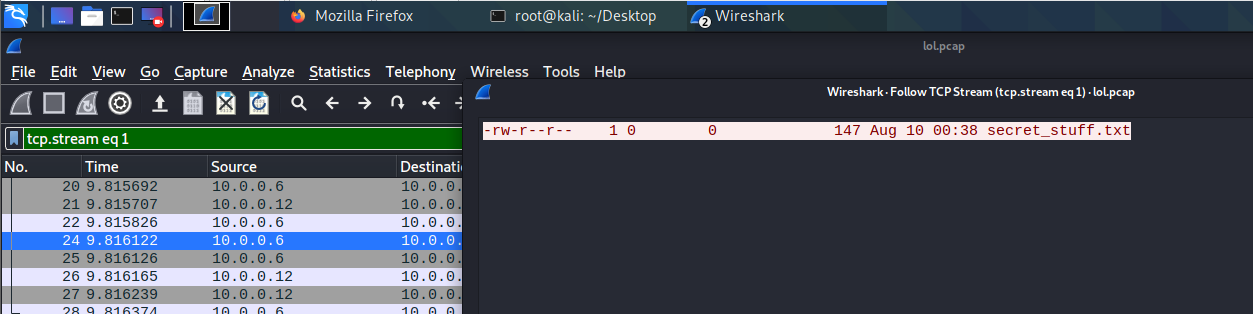 Mozilla Firefox root@kali: ~/Desktop 2 Wireshark
lol.pcap
File Edit View Go Capture Analyze Statistics Telephony Wireless Tools Help
Wireshark · Follow TCP Stream (tcp.stream eq 1) · lol.pcap
-rw-r--r-- 1 0 0 147 Aug 10 00:38 secret_stuff.txt
tcp.stream eq 1
No. Time Source Destinatio
20 9.815692 10.0.0.6 10.0.0.
21 9.815707 10.0.0.12 10.0.0.
22 9.815826 10.0.0.6 10.0.0.
24 9.816122 10.0.0.6 10.0.0.
25 9.816126 10.0.0.6 10.0.0.
26 9.816165 10.0.0.12 10.0.0.
27 9.816239 10.0.0.12 10.0.0.
28 9.816374 10.0.0.6 10.0.0.